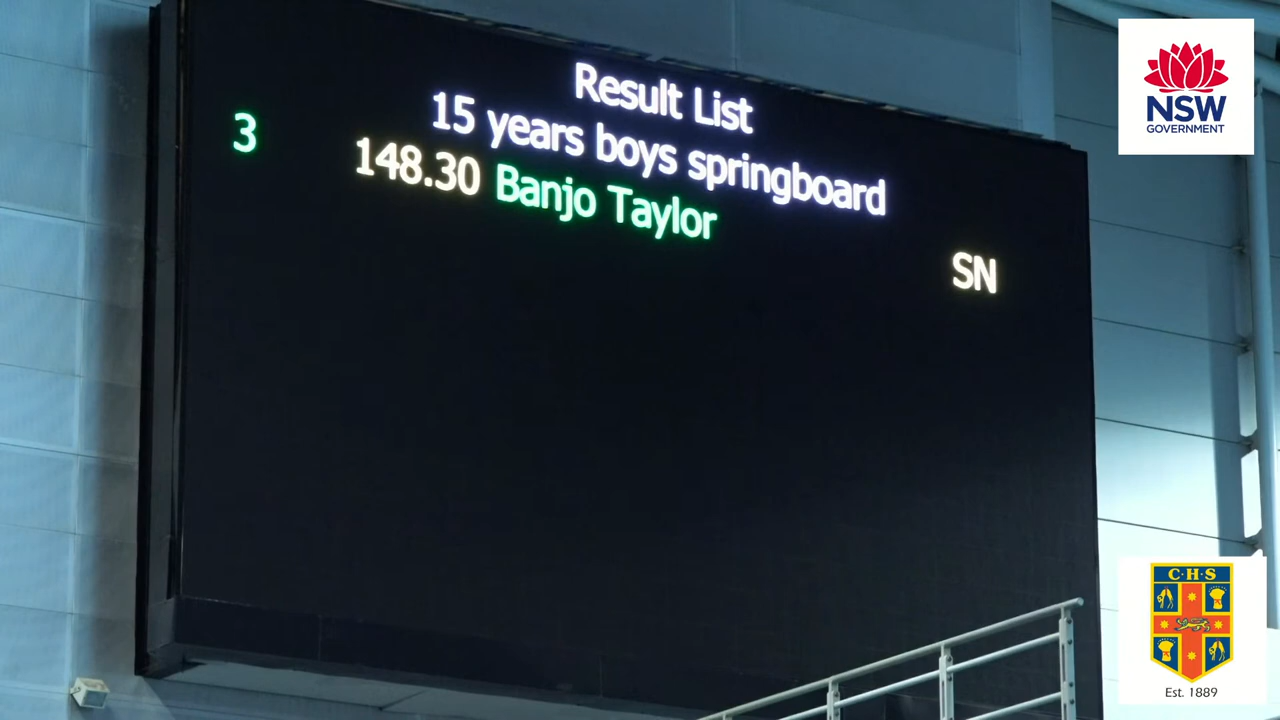 Result List
15 years boys springboard
3 148.30 Banjo Taylor SN
NSW
GOVERNMENT
C·H·S
Est. 1889